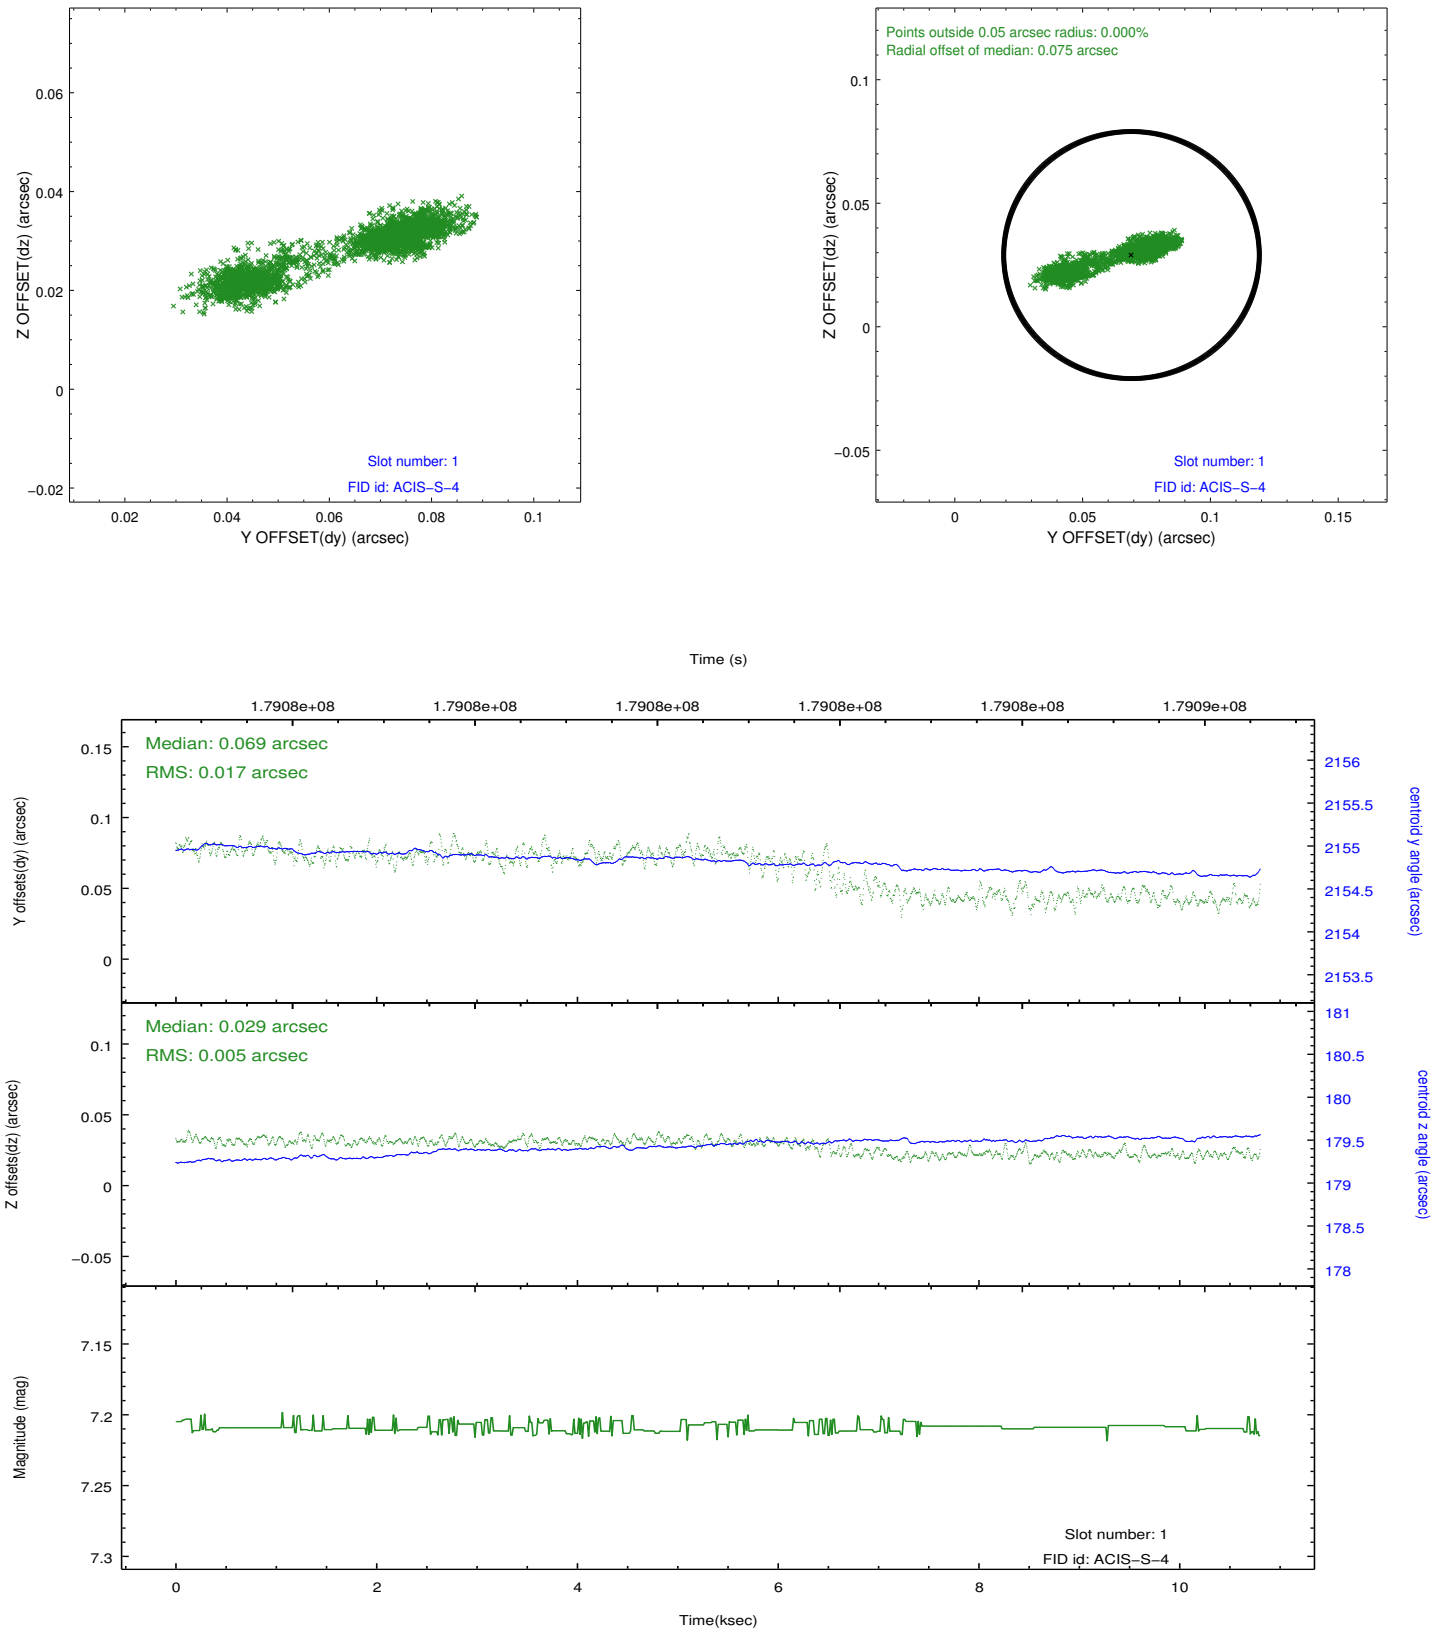 0.06
0.04
0.02
0
−0.02
Z OFFSET(dz) (arcsec)
Slot number: 1
FID id: ACIS−S−4
0.02 0.04 0.06 0.08 0.1
Y OFFSET(dy) (arcsec)
Points outside 0.05 arcsec radius: 0.000%
Radial offset of median: 0.075 arcsec
0.1
0.05
0
−0.05
Z OFFSET(dz) (arcsec)
Slot number: 1
FID id: ACIS−S−4
0 0.05 0.1 0.15
Y OFFSET(dy) (arcsec)
Time (s)
1.7908e+08 1.7908e+08 1.7908e+08 1.7908e+08 1.7908e+08 1.7909e+08
Median: 0.069 arcsec
RMS: 0.017 arcsec
0.15
0.1
0.05
0
Y offsets(dy) (arcsec)
2156
2155.5
2155
2154.5
2154
2153.5
centroid y angle (arcsec)
Median: 0.029 arcsec
RMS: 0.005 arcsec
0.1
0.05
0
−0.05
Z offsets(dz) (arcsec)
181
180.5
180
179.5
179
178.5
178
centroid z angle (arcsec)
7.15
7.2
7.25
7.3
Magnitude (mag)
Slot number: 1
FID id: ACIS−S−4
0 2 4 6 8 10
Time(ksec)